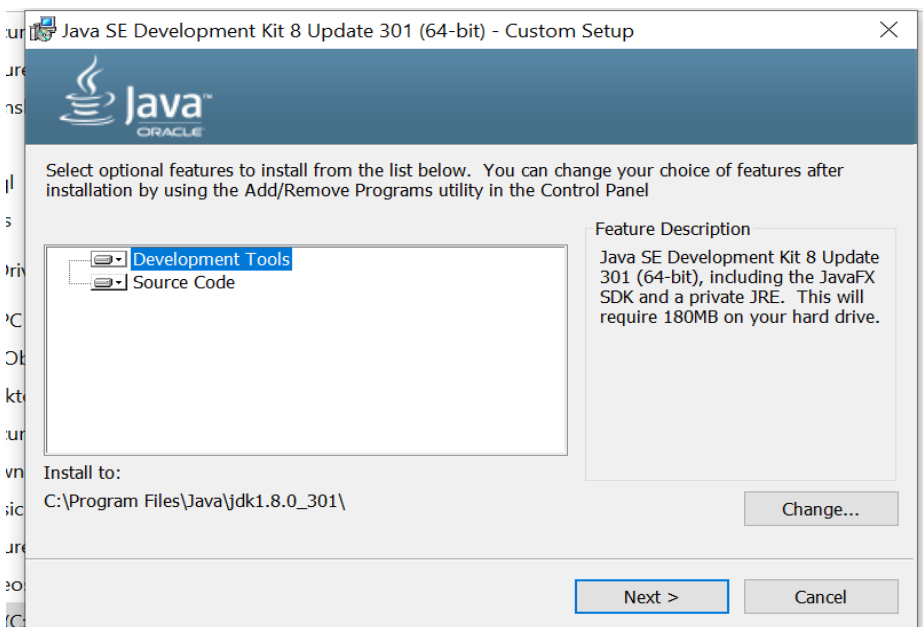 Java SE Development Kit 8 Update 301 (64-bit) - Custom Setup
Java™
ORACLE
Select optional features to install from the list below. You can change your choice of features after
installation by using the Add/Remove Programs utility in the Control Panel
Development Tools
Source Code
Feature Description
Java SE Development Kit 8 Update
301 (64-bit), including the JavaFX
SDK and a private JRE. This will
require 180MB on your hard drive.
Install to:
C:\Program Files\Java\jdk1.8.0_301\
Change...
Next >
Cancel